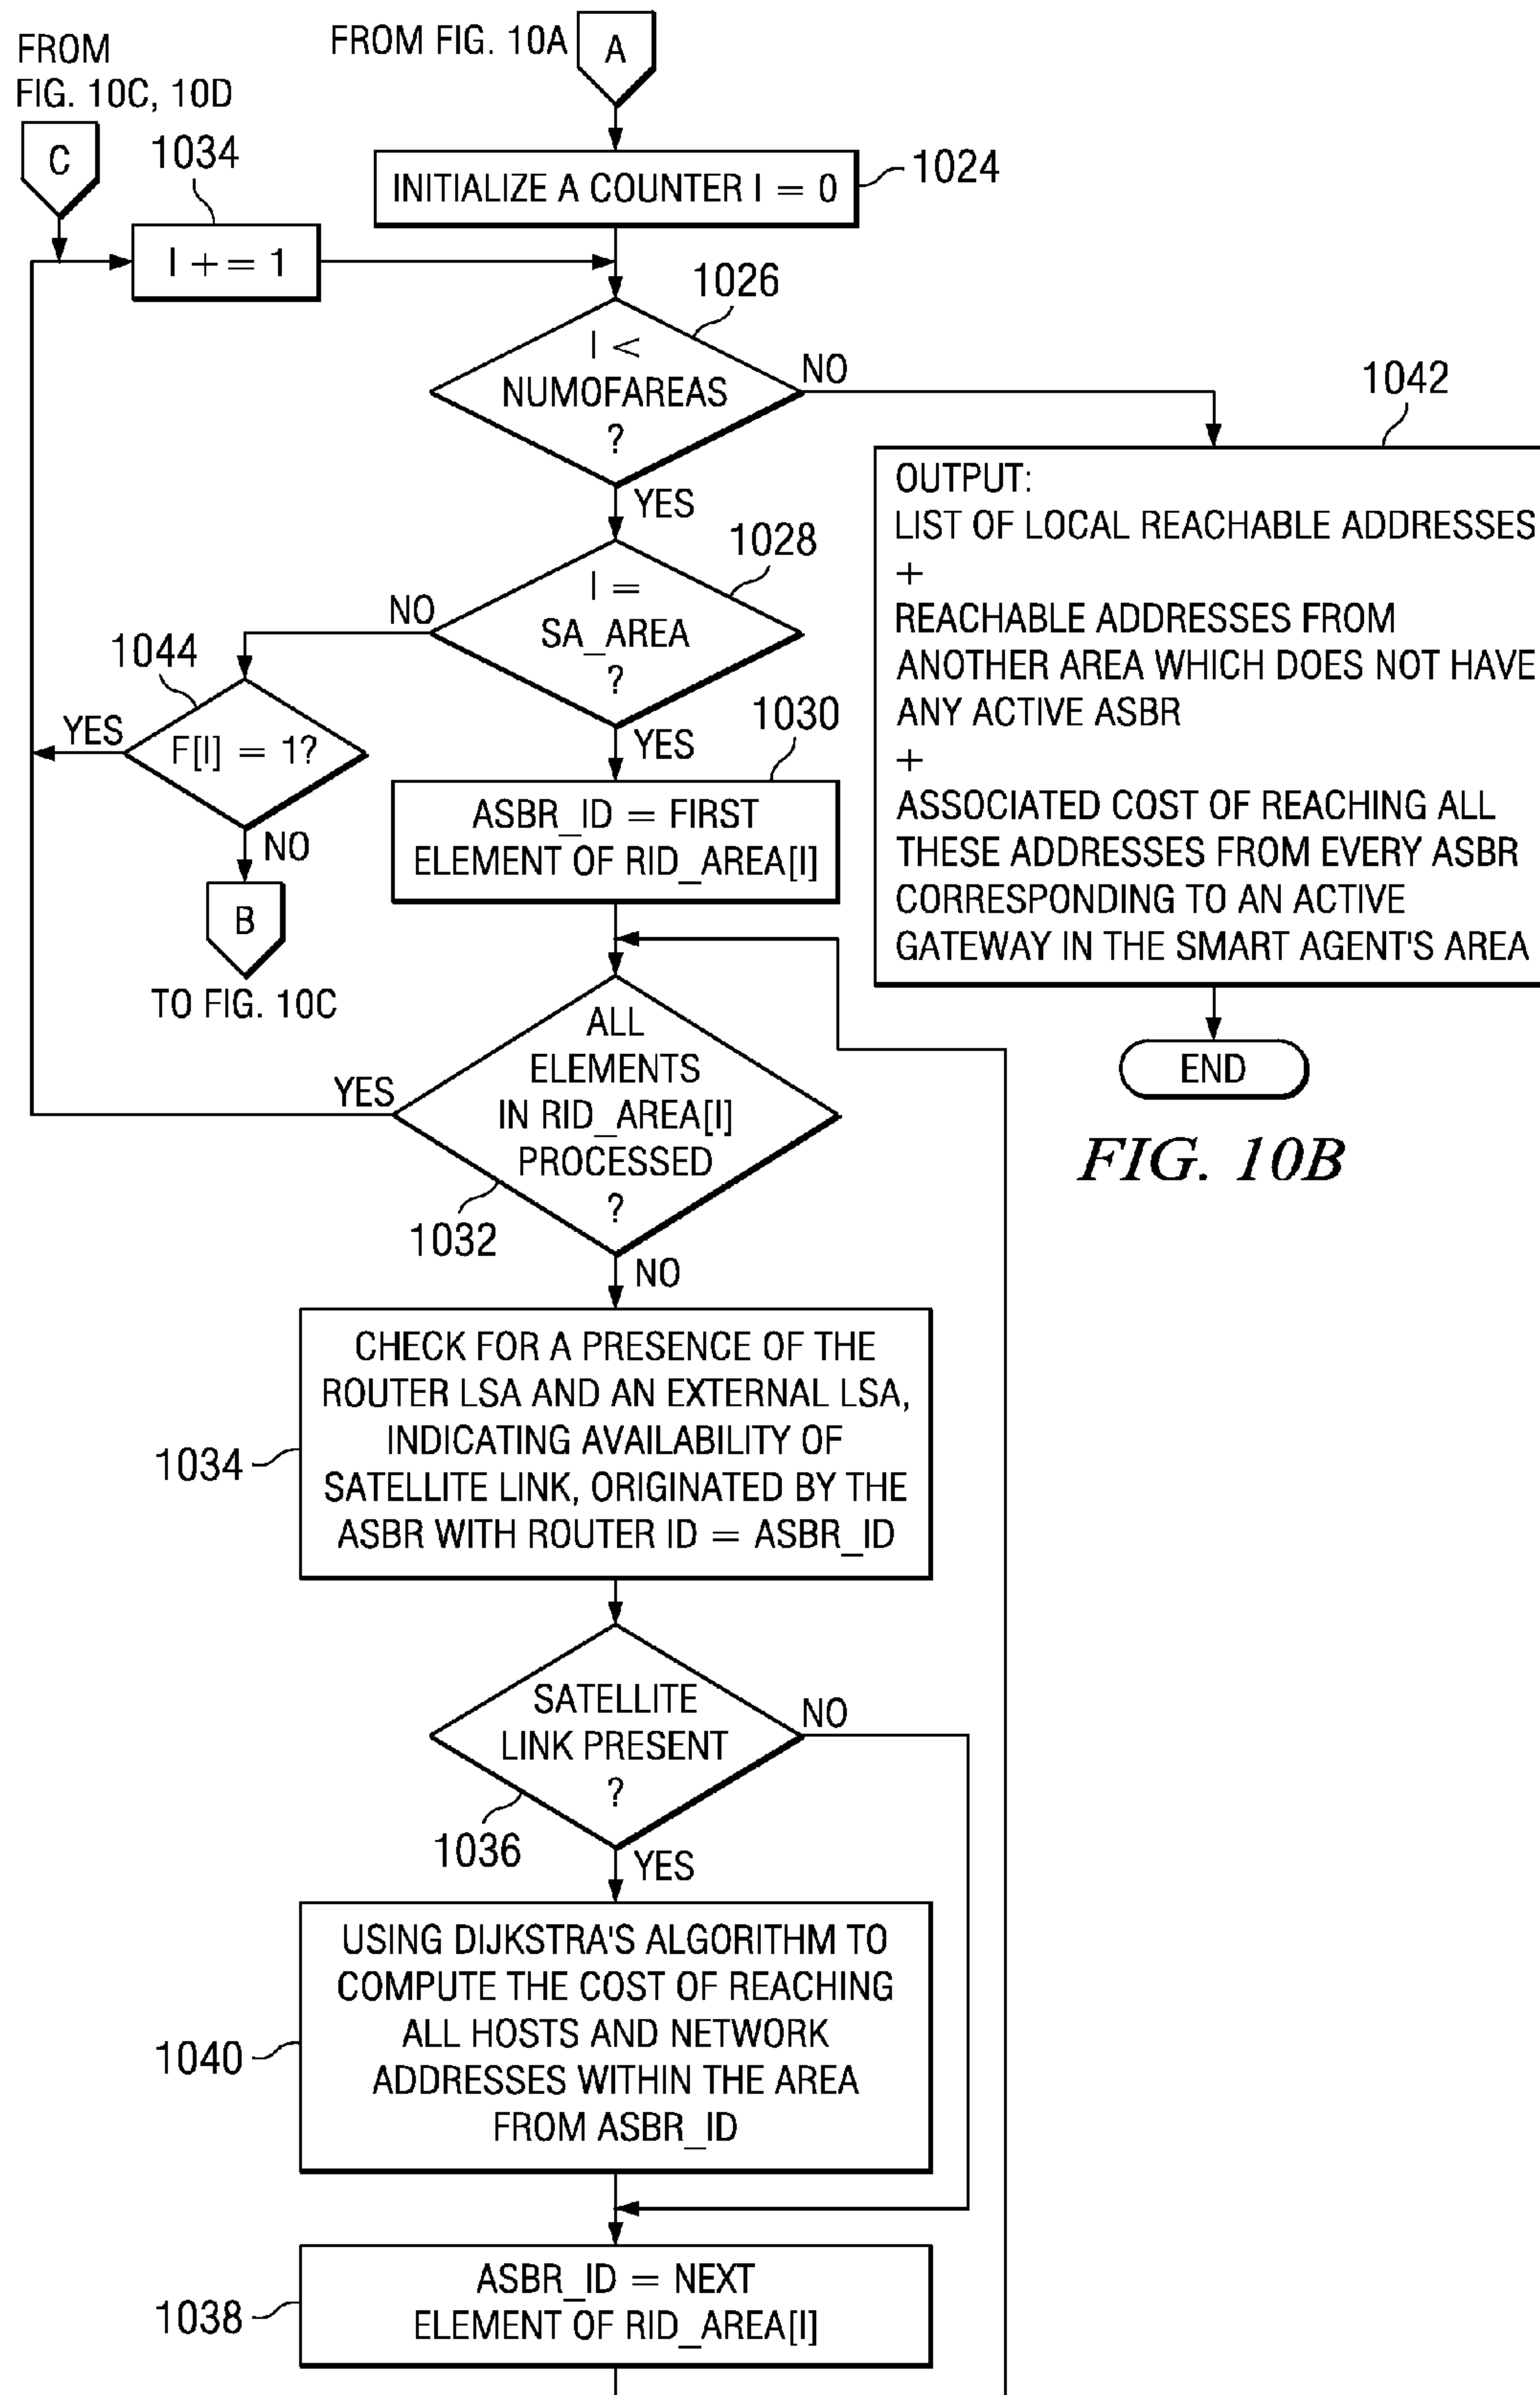 FROM
FIG. 10C, 10D
FROM FIG. 10A
A
C
1034
I + = 1
INITIALIZE A COUNTER I = 0
1024
1026
I <
NUMOFAREAS
?
NO
YES
1042
OUTPUT:
LIST OF LOCAL REACHABLE ADDRESSES
+
REACHABLE ADDRESSES FROM
ANOTHER AREA WHICH DOES NOT HAVE
ANY ACTIVE ASBR
+
ASSOCIATED COST OF REACHING ALL
THESE ADDRESSES FROM EVERY ASBR
CORRESPONDING TO AN ACTIVE
GATEWAY IN THE SMART AGENT'S AREA
END
FIG. 10B
1028
I =
SA_AREA
?
NO
YES
1044
F[I] = 1?
YES
NO
B
TO FIG. 10C
1030
ASBR_ID = FIRST
ELEMENT OF RID_AREA[I]
ALL
ELEMENTS
IN RID_AREA[I]
PROCESSED
?
YES
1032
NO
CHECK FOR A PRESENCE OF THE
ROUTER LSA AND AN EXTERNAL LSA,
INDICATING AVAILABILITY OF
SATELLITE LINK, ORIGINATED BY THE
ASBR WITH ROUTER ID = ASBR_ID
1034
SATELLITE
LINK PRESENT
?
NO
1036
YES
USING DIJKSTRA'S ALGORITHM TO
COMPUTE THE COST OF REACHING
ALL HOSTS AND NETWORK
ADDRESSES WITHIN THE AREA
FROM ASBR_ID
1040
ASBR_ID = NEXT
ELEMENT OF RID_AREA[I]
1038